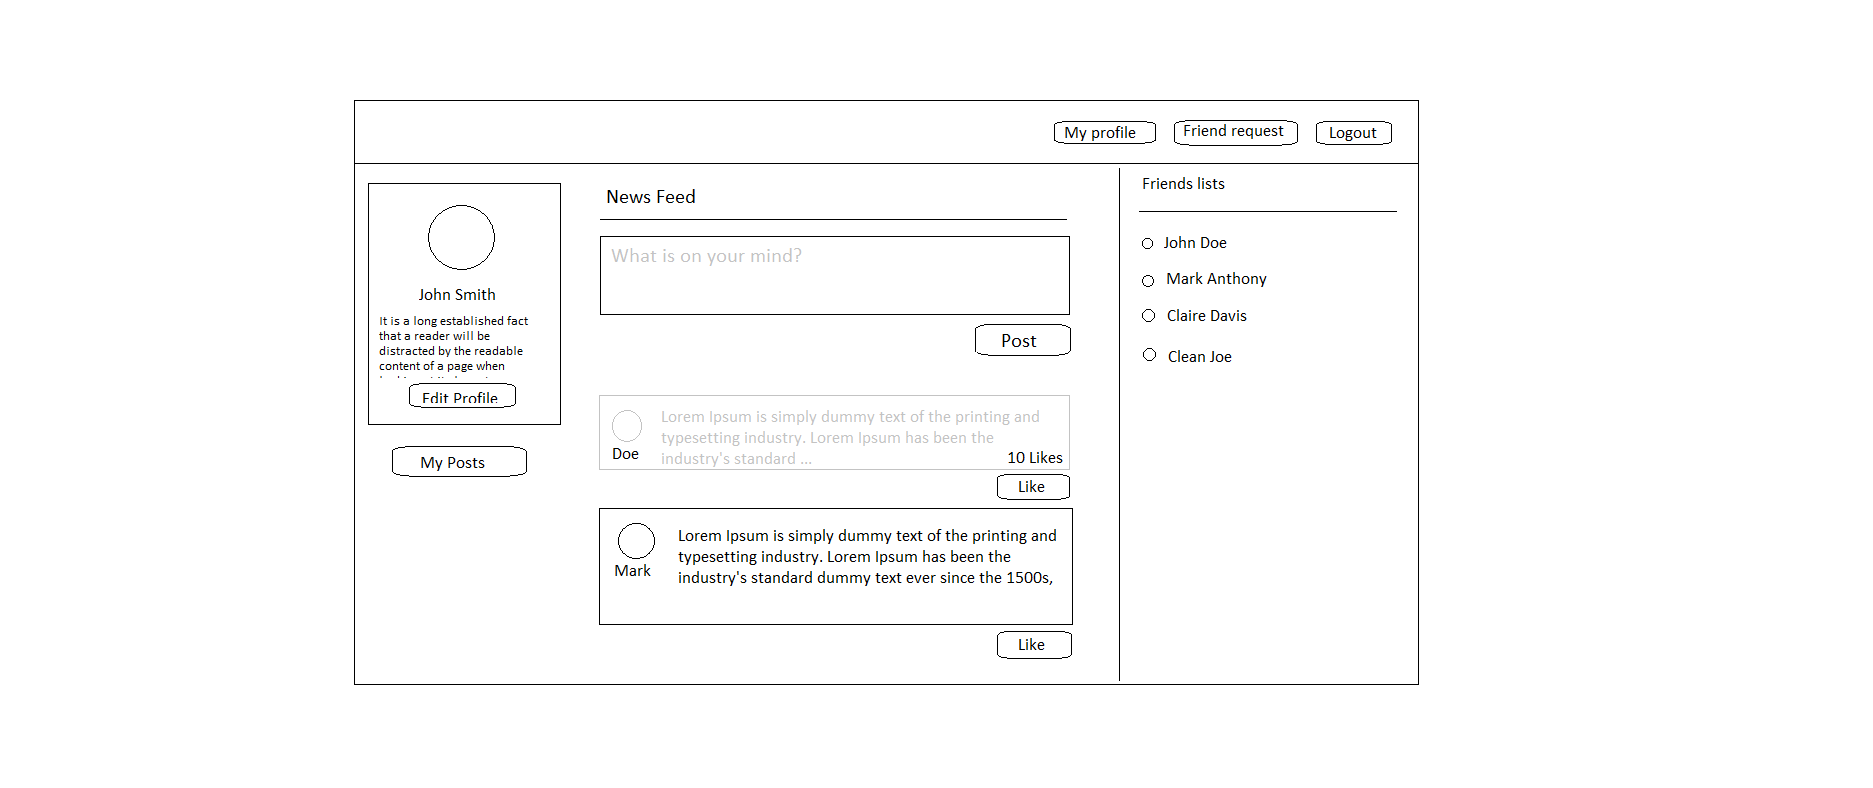 My profile
Friend request
Logout
John Smith
It is a long established fact
that a reader will be
distracted by the readable
content of a page when
Edit Profile
My Posts
News Feed
What is on your mind?
Post
Lorem Ipsum is simply dummy text of the printing and
typesetting industry. Lorem Ipsum has been the
industry's standard ...
Doe
10 Likes
Like
Lorem Ipsum is simply dummy text of the printing and
typesetting industry. Lorem Ipsum has been the
industry's standard dummy text ever since the 1500s,
Mark
Like
Friends lists
John Doe
Mark Anthony
Claire Davis
Clean Joe